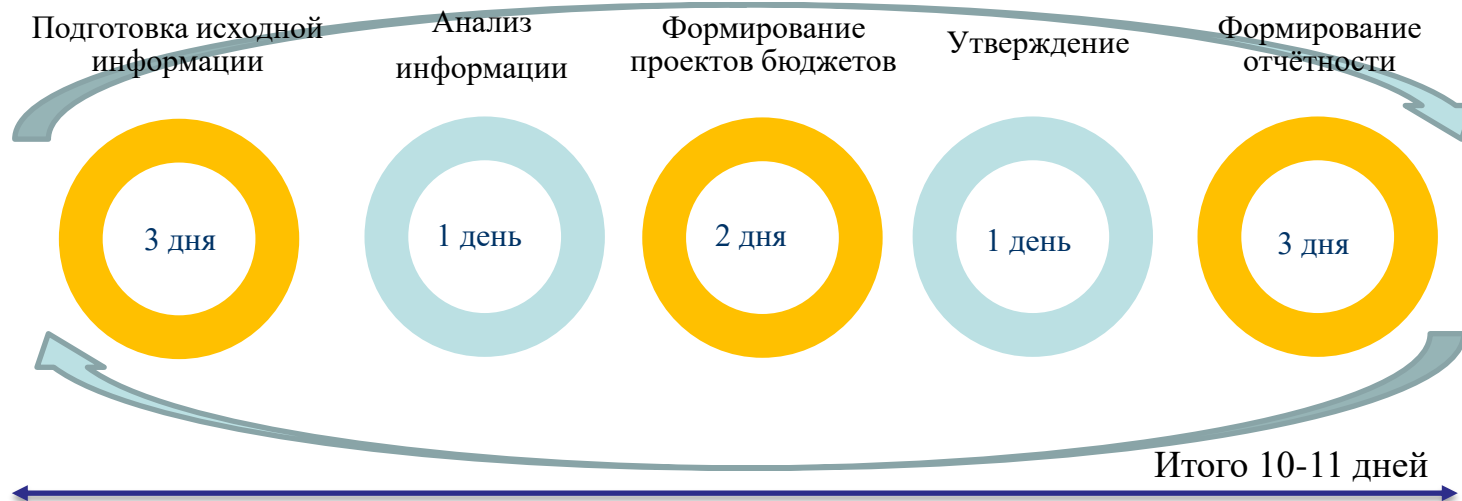 Подготовка исходной
информации
Анализ
информации
Формирование
проектов бюджетов
Утверждение
Формирование
отчётности
3 дня
1 день
2 дня
1 день
3 дня
Итого 10-11 дней